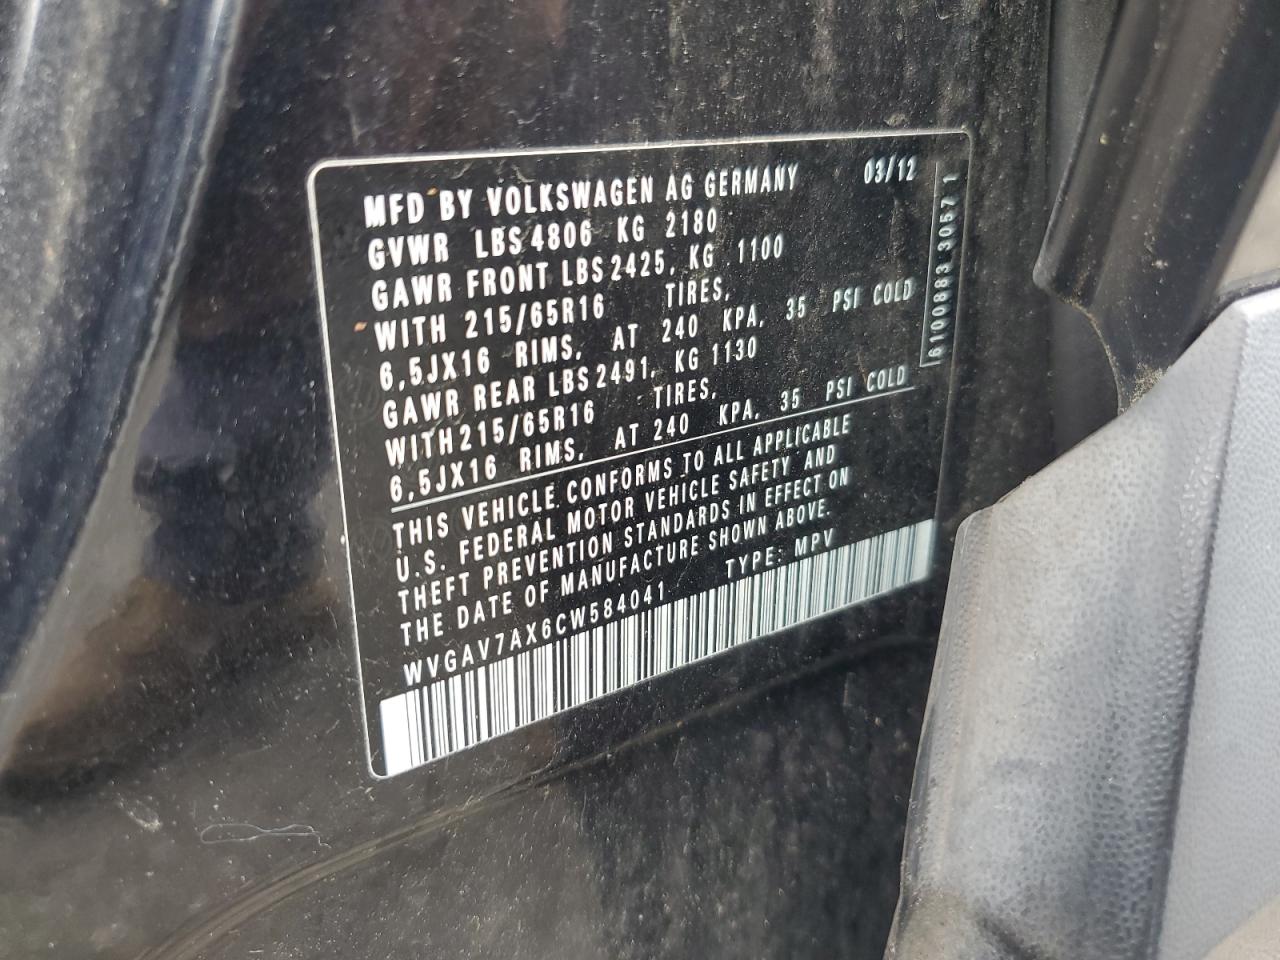 MFD BY VOLKSWAGEN AG GERMANY 03/12
GVWR LBS 4806 KG 2180
GAWR FRONT LBS 2425, KG 1100
WITH 215/65R16 TIRES,
6,5JX16 RIMS, AT 240 KPA, 35 PSI COLD
GAWR REAR LBS 2491, KG 1130
WITH 215/65R16 TIRES,
6,5JX16 RIMS, AT 240 KPA, 35 PSI COLD
THIS VEHICLE CONFORMS TO ALL APPLICABLE
U.S. FEDERAL MOTOR VEHICLE SAFETY AND
THEFT PREVENTION STANDARDS IN EFFECT ON
THE DATE OF MANUFACTURE SHOWN ABOVE.
WVGAV7AX6CW584041 TYPE: MPV
6100883 30571